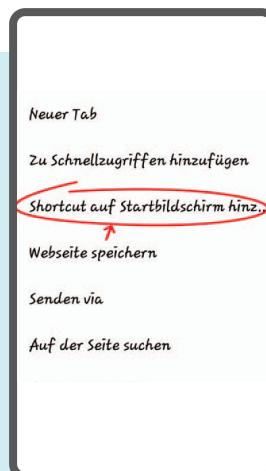 Neuer Tab
Zu Schnellzugriffen hinzufügen
Shortcut auf Startbildschirm hinz..
Webseite speichern
Senden via
Auf der Seite suchen